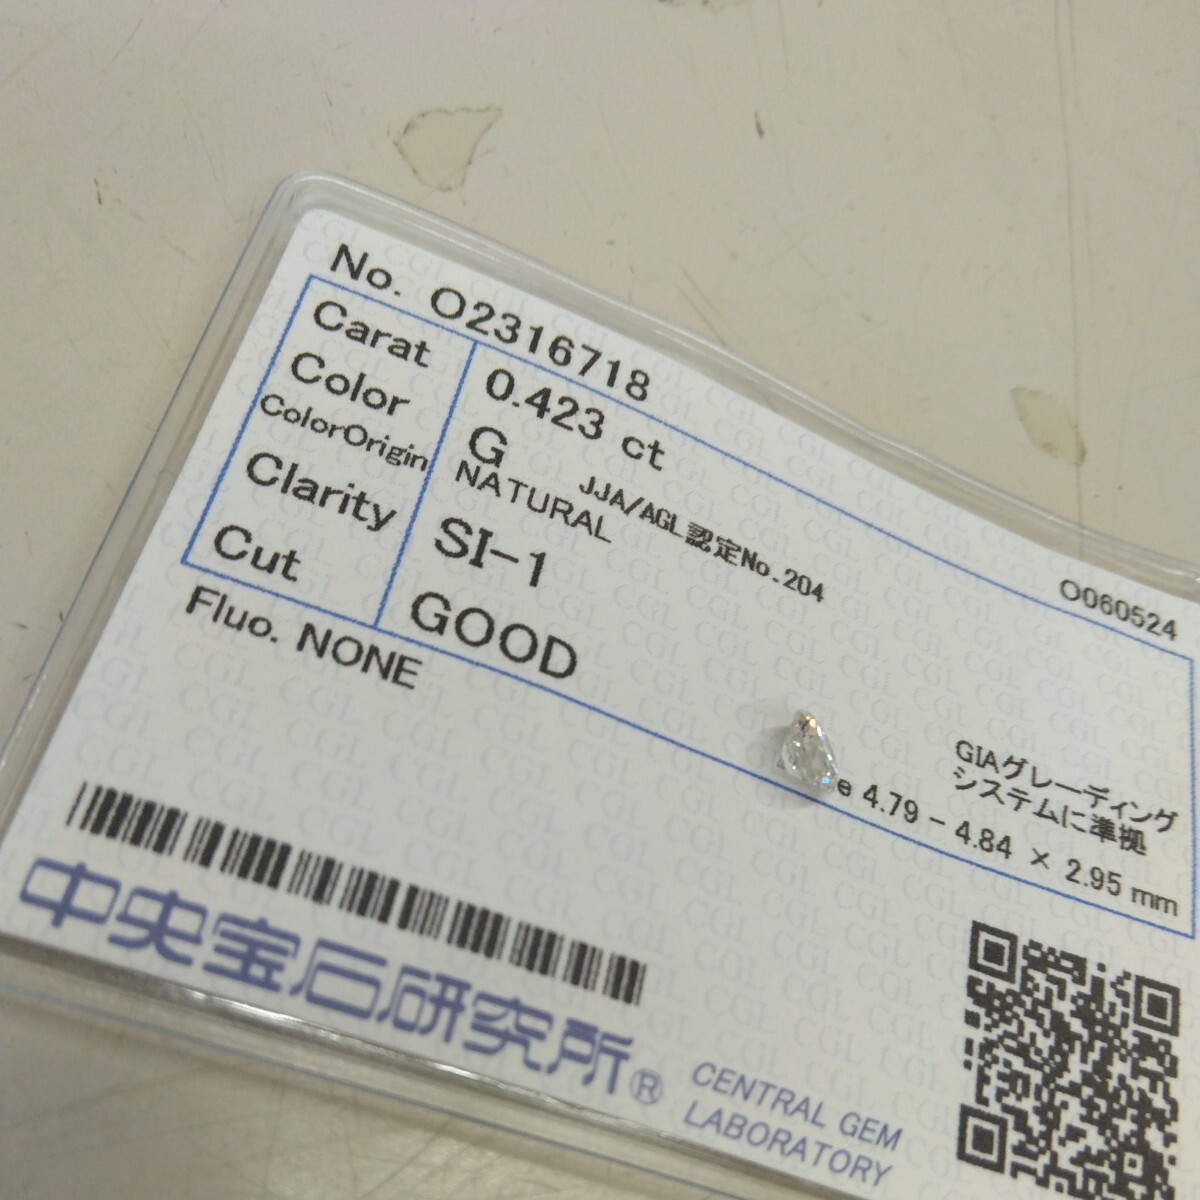 No. O2316718
Carat 0.423 ct
Color G JJA/AGL認定No.204
ColorOrigin NATURAL
Clarity SI-1
Cut GOOD
O060524
GIAグレーディング
システムに準拠
Fluo. NONE
4.79 - 4.84 × 2.95 mm
中央宝石研究所®
CENTRAL GEM
LABORATORY